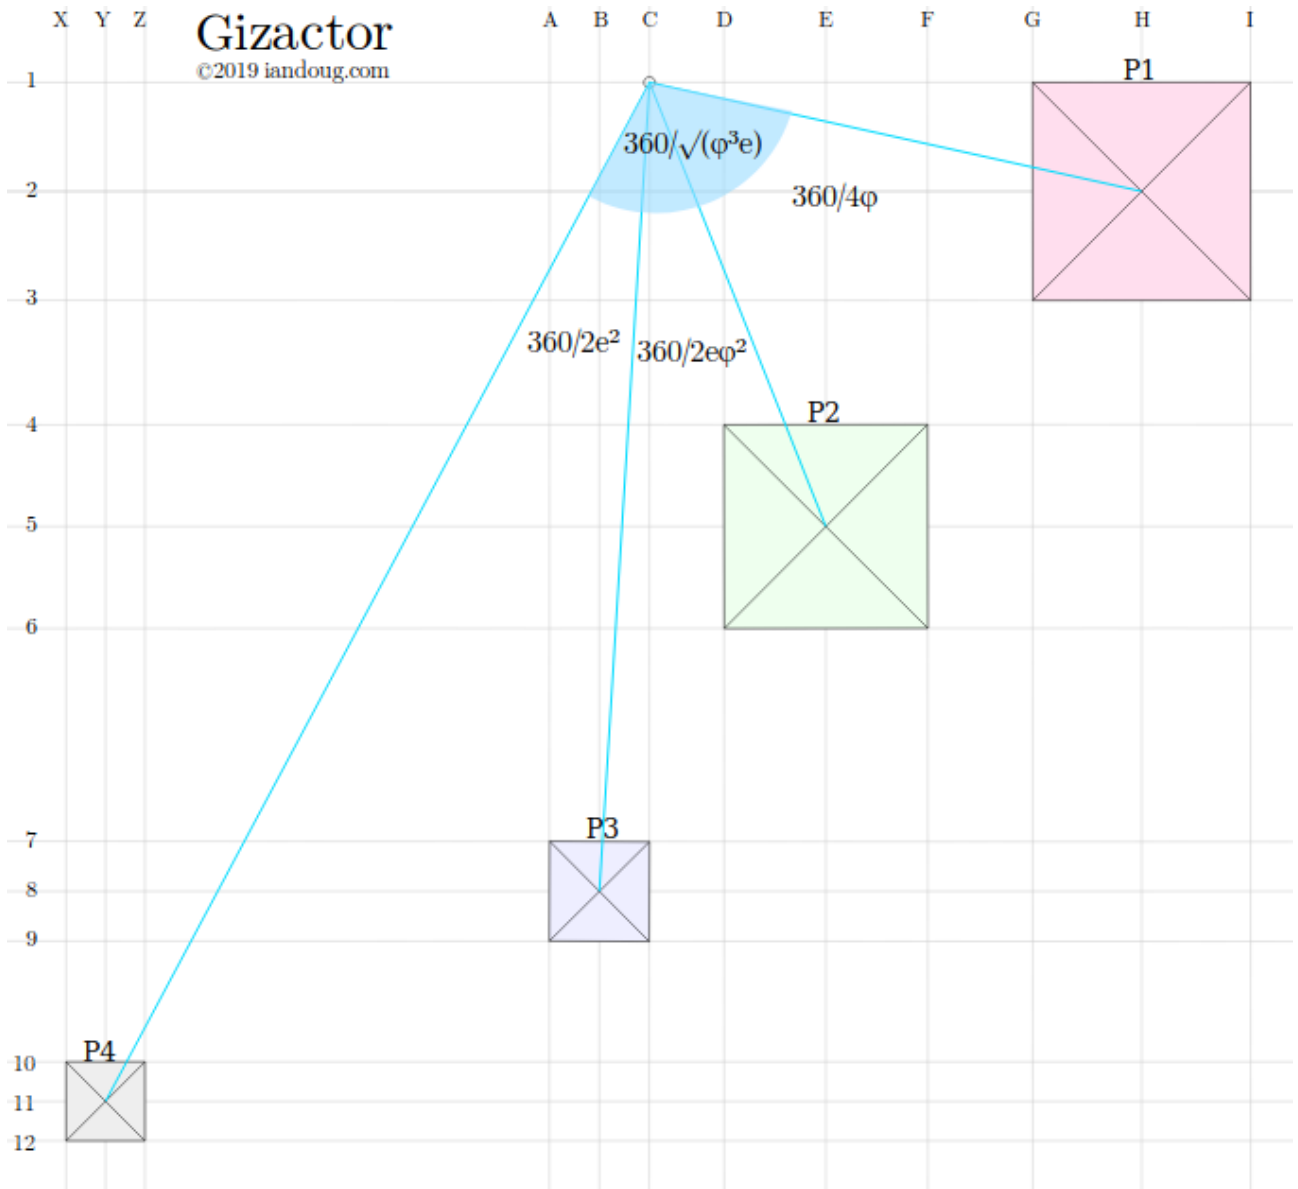 X Y Z A B C D E F G H I
Gizactor
©2019 iandoug.com
P1
1
360/√(φ³e)
2
360/4φ
3
360/2e²
360/2eφ²
P2
4
5
6
P3
7
8
9
P4
10
11
12